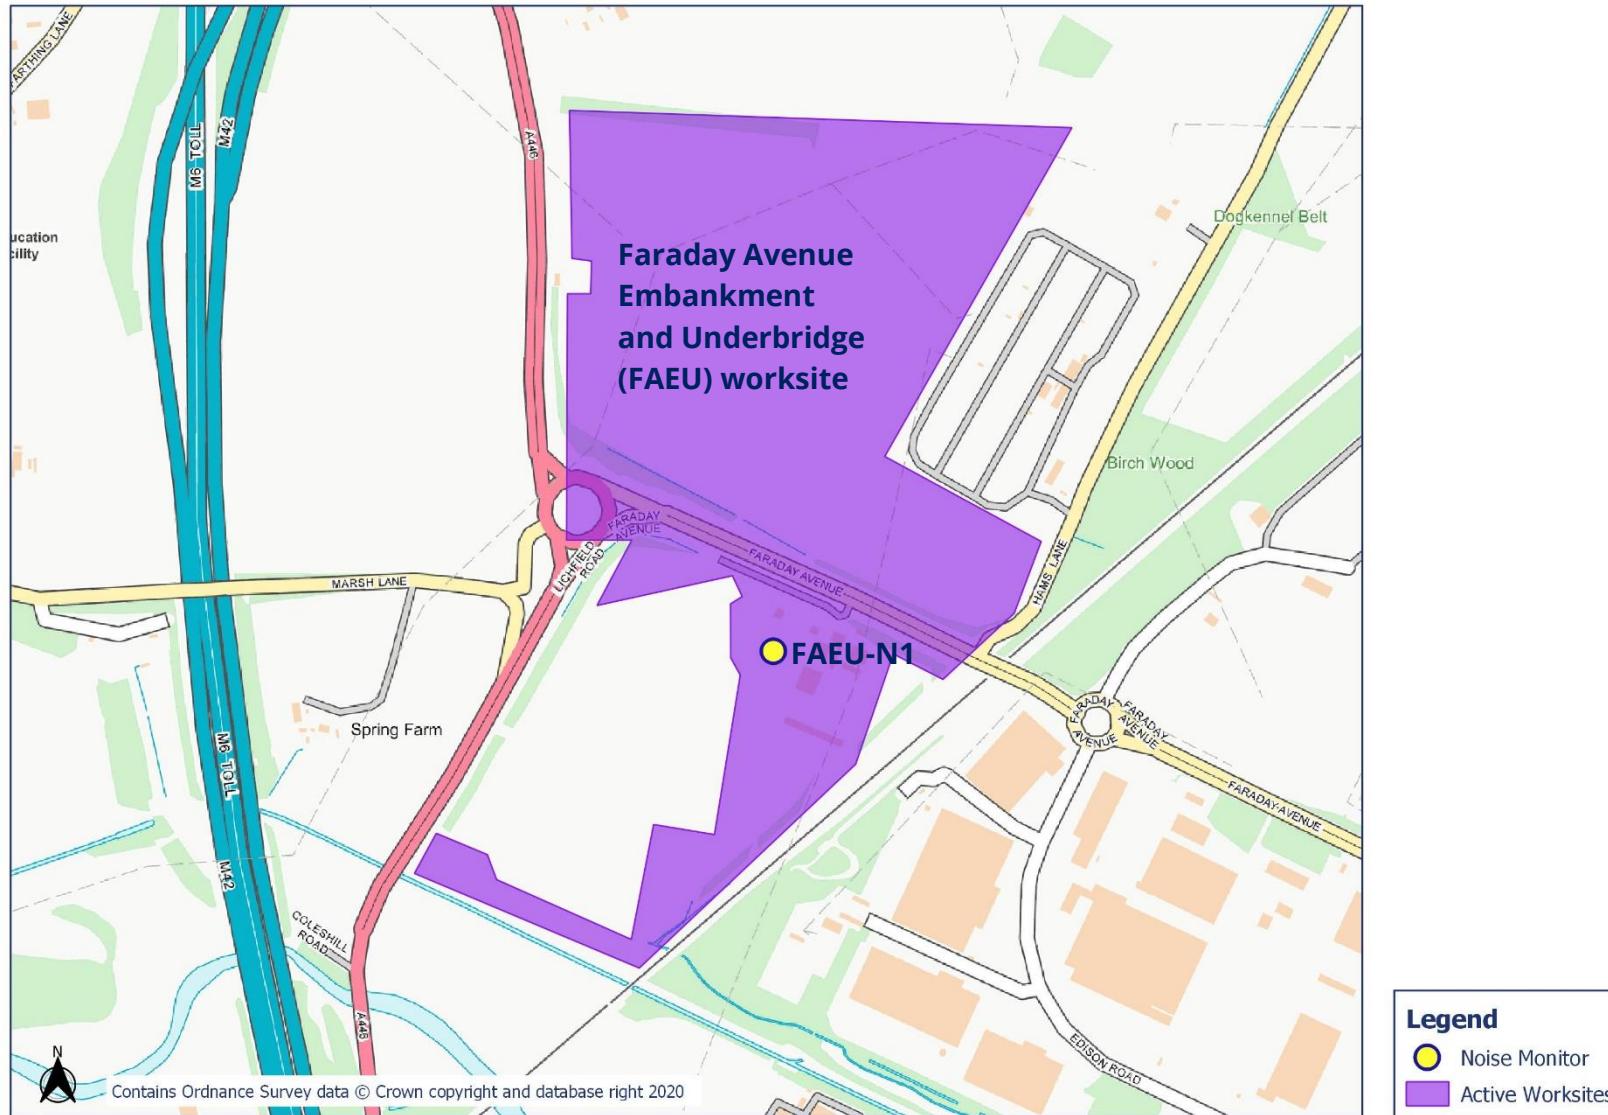 ARTHING LANE
M6 TOLL
M42
A446
ucation
cility
Dogkennel Belt
Faraday Avenue
Embankment
and Underbridge
(FAEU) worksite
Birch Wood
FARADAY
AVENUE
LICHFIELD
ROAD
FARADAY AVENUE
HAMS LANE
MARSH LANE
FAEU-N1
Spring Farm
FARADAY
AVENUE
FARADAY
AVENUE
M6 TOLL
FARADAY AVENUE
M42
COLESHILL
ROAD
A446
EDISON ROAD
N
Contains Ordnance Survey data © Crown copyright and database right 2020
Legend
Noise Monitor
Active Worksites